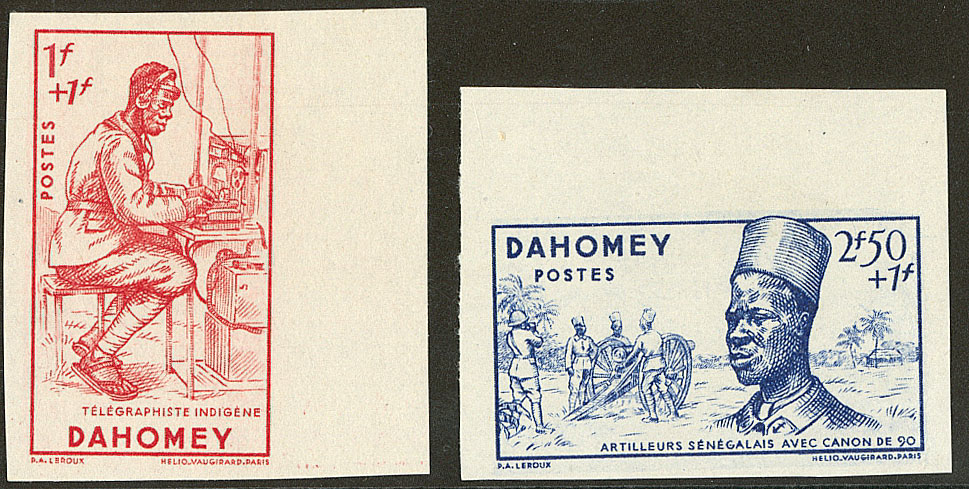 1f
+1f
POSTES
TÉLÉGRAPHISTE INDIGÈNE
DAHOMEY
P.A. LEROUX HELIO-VAUGIRARD-PARIS
DAHOMEY
POSTES
2f50
+1f
ARTILLEURS SÉNÉGALAIS AVEC CANON DE 90
P.A. LEROUX HELIO-VAUGIRARD-PARIS